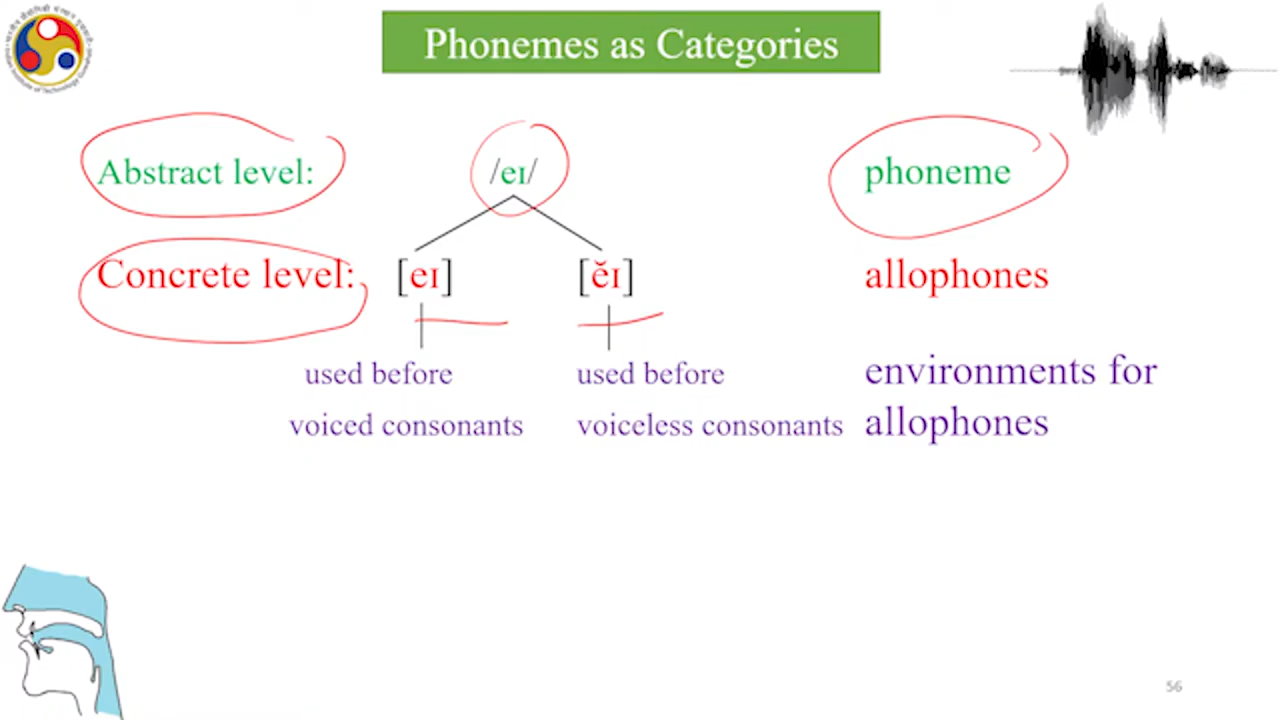 Phonemes as Categories
Abstract level: /eɪ/ phoneme
Concrete level: [eɪ] [ĕɪ] allophones
used before used before environments for
voiced consonants voiceless consonants allophones
56